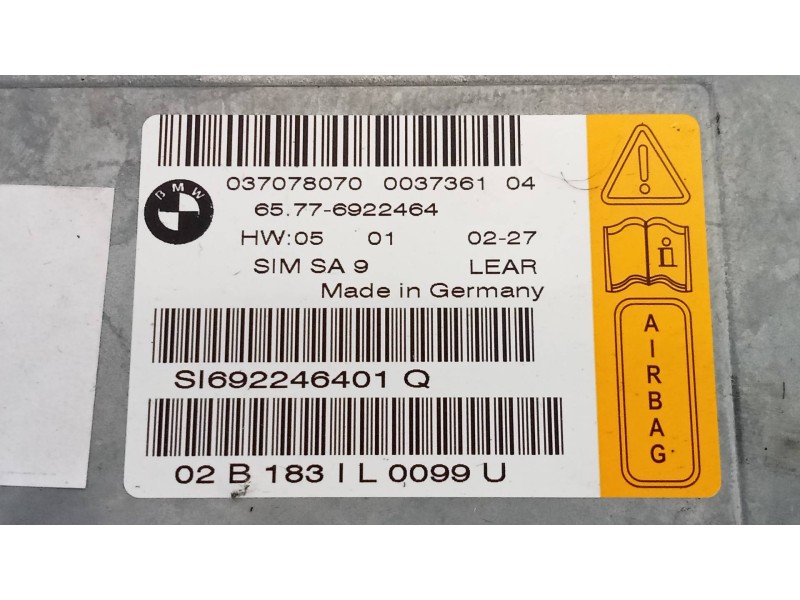 BMW
037078070 0037361 04
65.77-6922464
HW:05 01 02-27
SIM SA 9 LEAR
Made in Germany
SI692246401 Q
02 B 183 I L 0099 U
!
i
AIRBAG